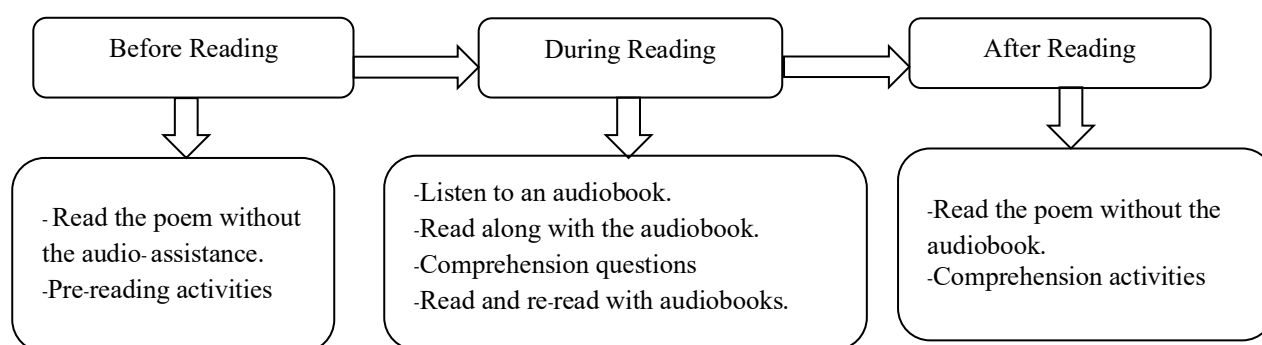 Before Reading
During Reading
After Reading
- Read the poem without
the audio- assistance.
-Pre-reading activities
-Listen to an audiobook.
-Read along with the audiobook.
-Comprehension questions
-Read and re-read with audiobooks.
-Read the poem without the
audiobook.
-Comprehension activities